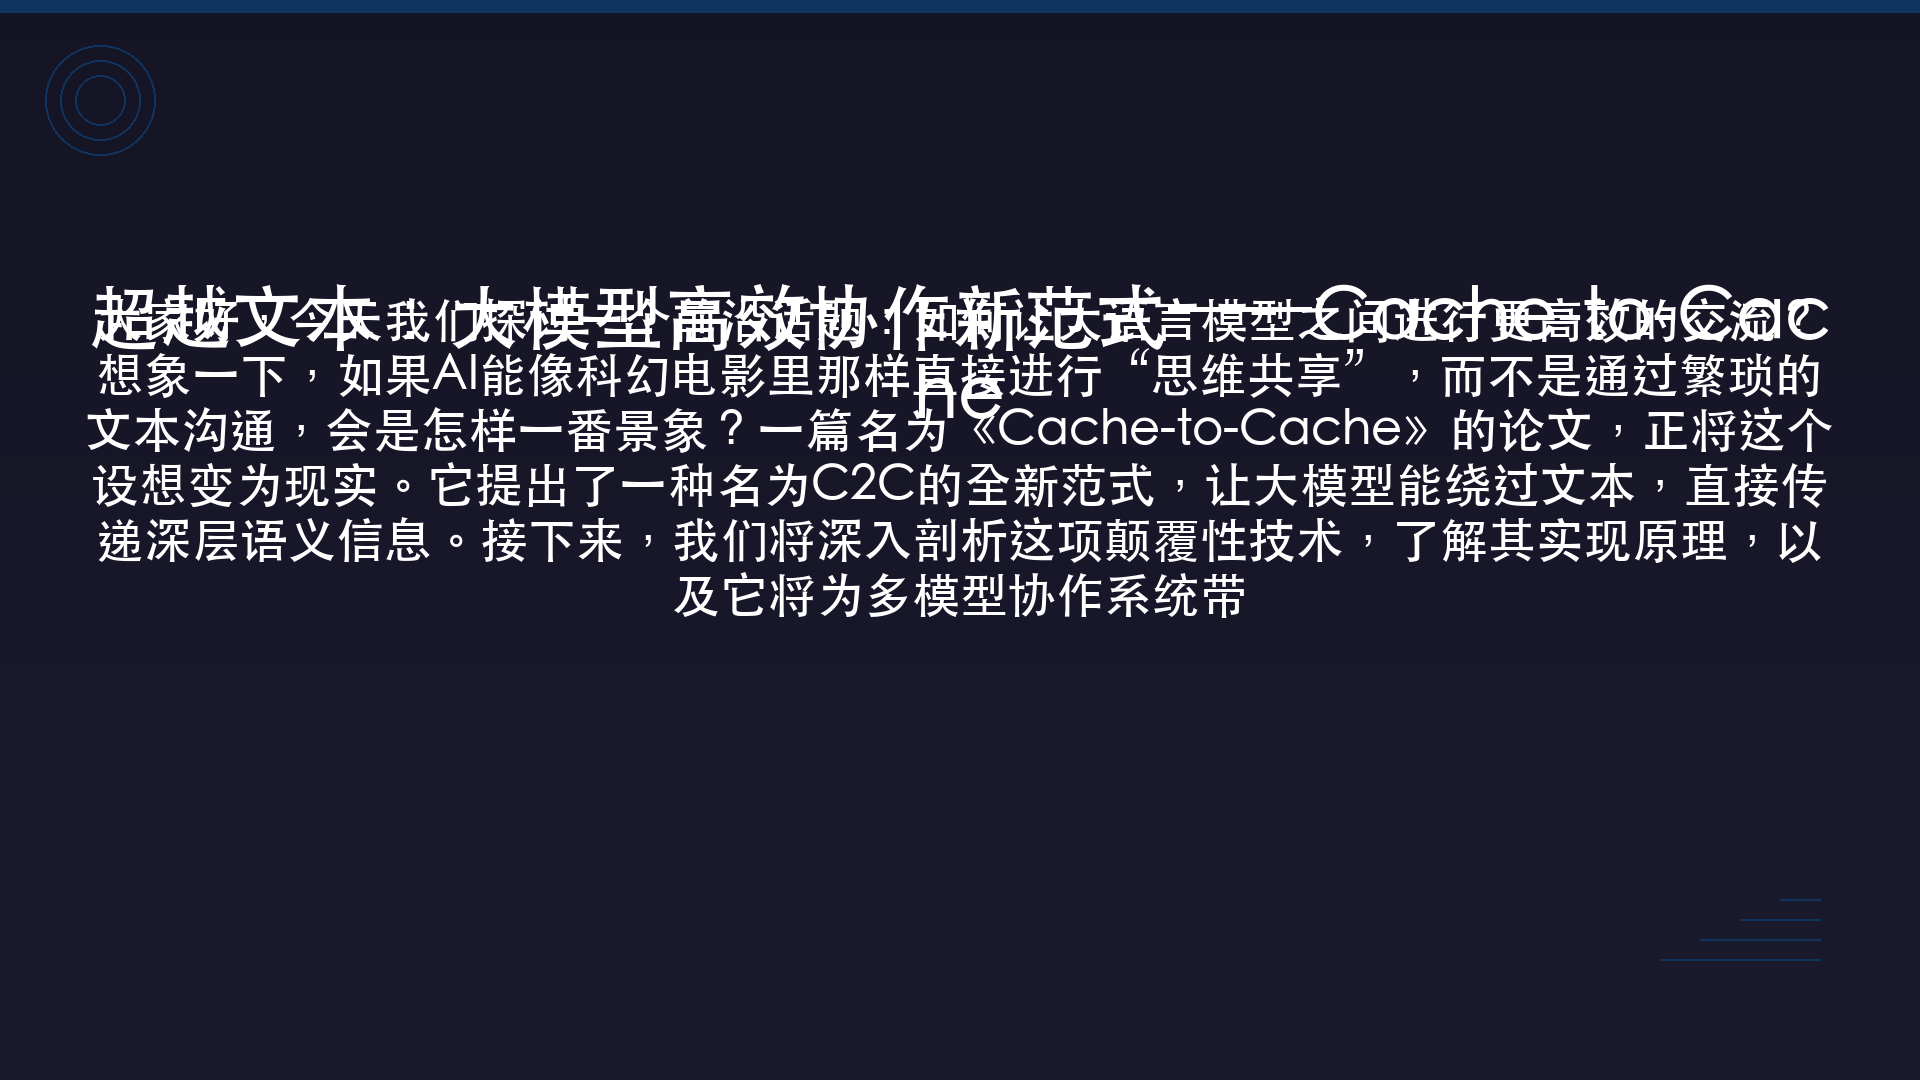 超越文本：大模型高效协作新范式——Cache-to-Cac
he
大家好，今天我们探讨一个前沿话题：如何让大语言模型之间进行更高效的交流？
想象一下，如果AI能像科幻电影里那样直接进行“思维共享”，而不是通过繁琐的
文本沟通，会是怎样一番景象？一篇名为《Cache-to-Cache》的论文，正将这个
设想变为现实。它提出了一种名为C2C的全新范式，让大模型能绕过文本，直接传
递深层语义信息。接下来，我们将深入剖析这项颠覆性技术，了解其实现原理，以
及它将为多模型协作系统带